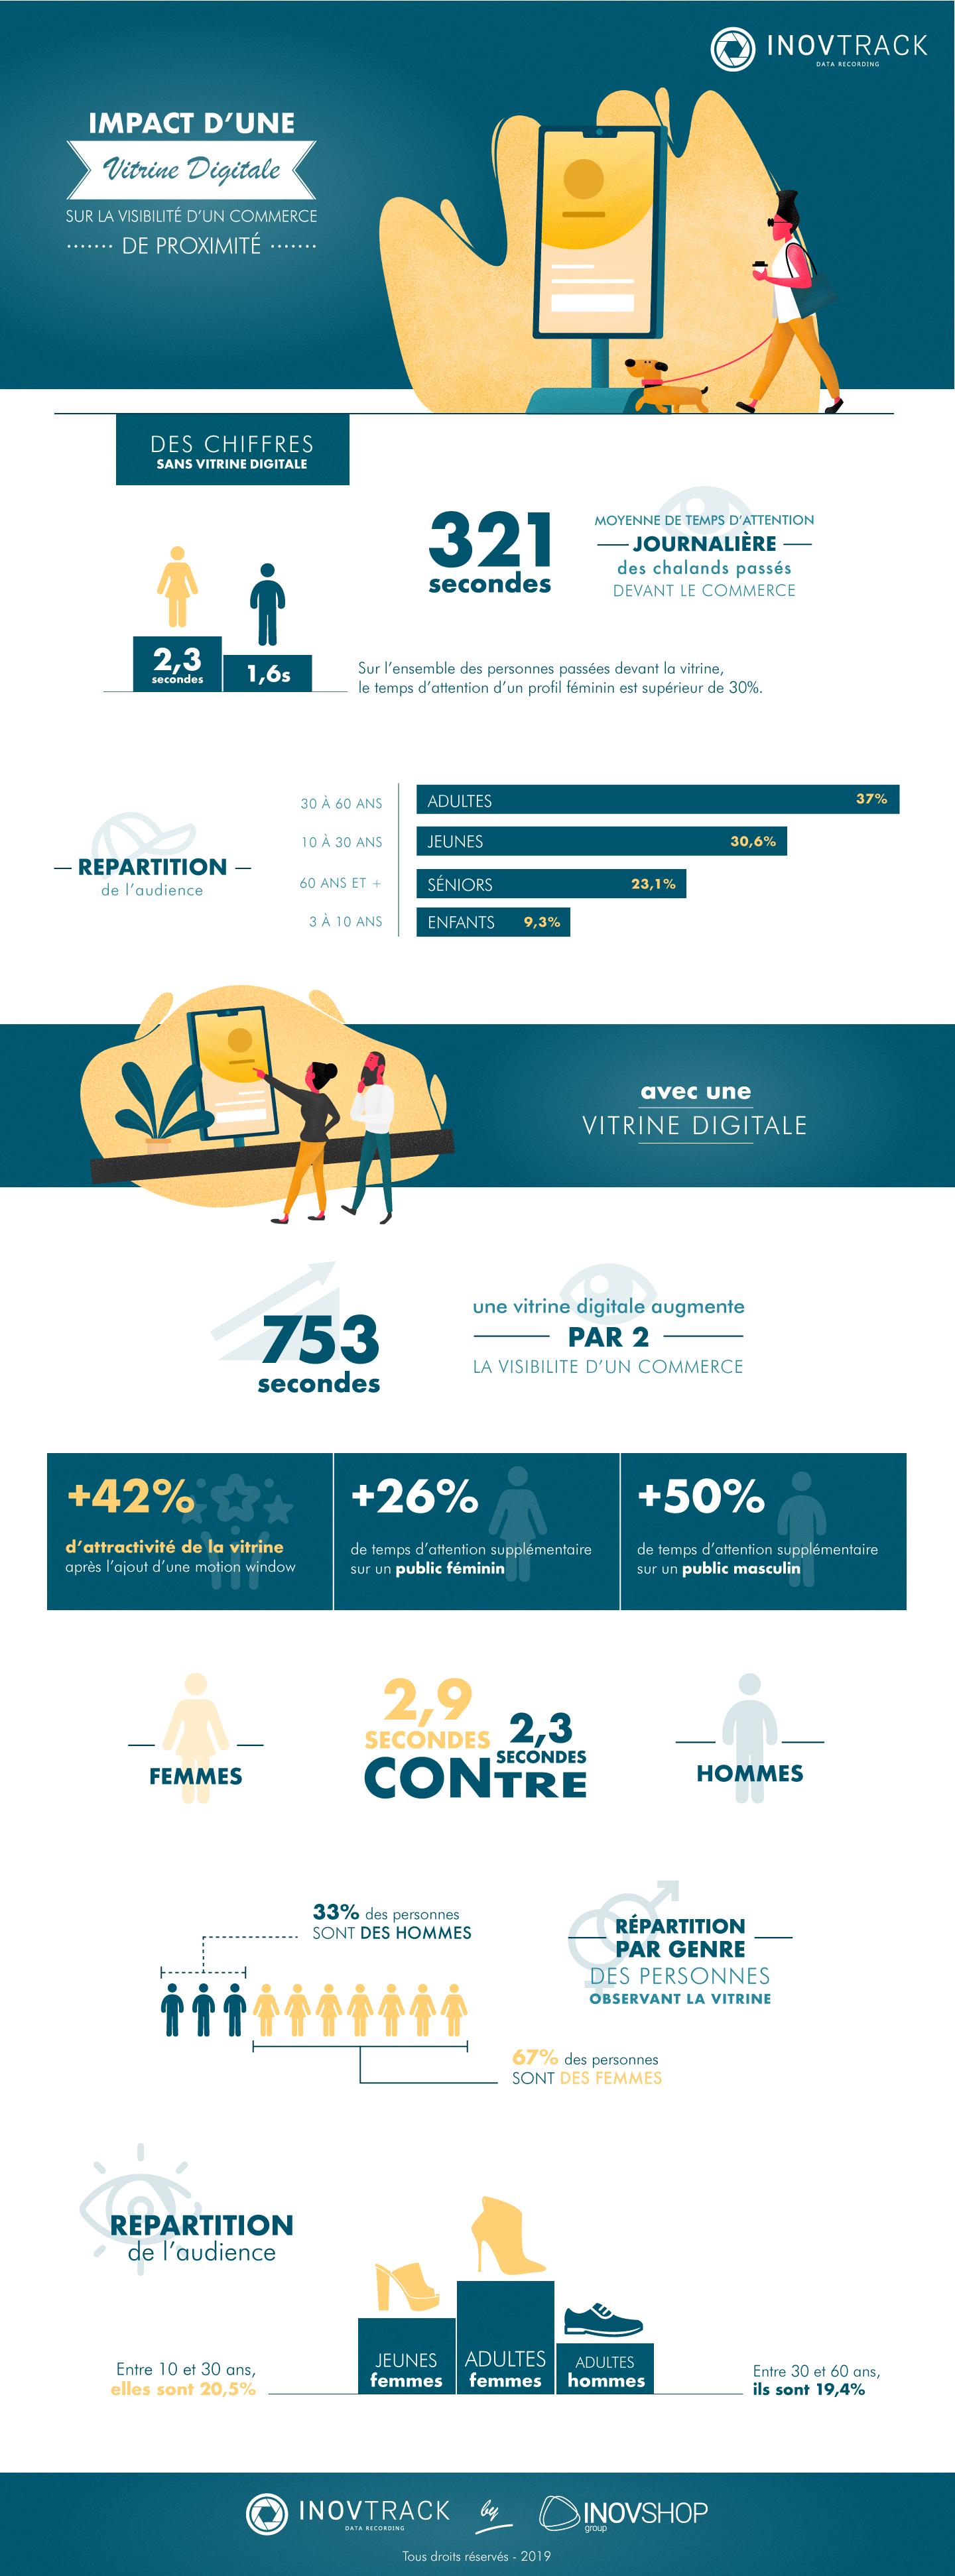 INOVTRACK
DATA RECORDING
IMPACT D’UNE
Vitrine Digitale
SUR LA VISIBILITÉ D’UN COMMERCE
DE PROXIMITÉ
DES CHIFFRES
SANS VITRINE DIGITALE
321
secondes
MOYENNE DE TEMPS D’ATTENTION
JOURNALIÈRE
des chalands passés
DEVANT LE COMMERCE
2,3
secondes
1,6s
Sur l’ensemble des personnes passées devant la vitrine,
le temps d’attention d’un profil féminin est supérieur de 30%.
REPARTITION
de l’audience
30 À 60 ANS
ADULTES
37%
10 À 30 ANS
JEUNES
30,6%
60 ANS ET +
SÉNIORS
23,1%
3 À 10 ANS
ENFANTS
9,3%
avec une
VITRINE DIGITALE
753
secondes
une vitrine digitale augmente
PAR 2
LA VISIBILITE D’UN COMMERCE
+42%
d’attractivité de la vitrine
après l’ajout d’une motion window
+26%
de temps d’attention supplémentaire
sur un public féminin
+50%
de temps d’attention supplémentaire
sur un public masculin
FEMMES
2,9
SECONDES
2,3
SECONDES
CONTRE
HOMMES
33% des personnes
SONT DES HOMMES
RÉPARTITION
PAR GENRE
DES PERSONNES
OBSERVANT LA VITRINE
67% des personnes
SONT DES FEMMES
REPARTITION
de l’audience
Entre 10 et 30 ans,
elles sont 20,5%
JEUNES
femmes
ADULTES
femmes
ADULTES
hommes
Entre 30 et 60 ans,
ils sont 19,4%
INOVTRACK
DATA RECORDING
by
INOVSHOP
group
Tous droits réservés - 2019